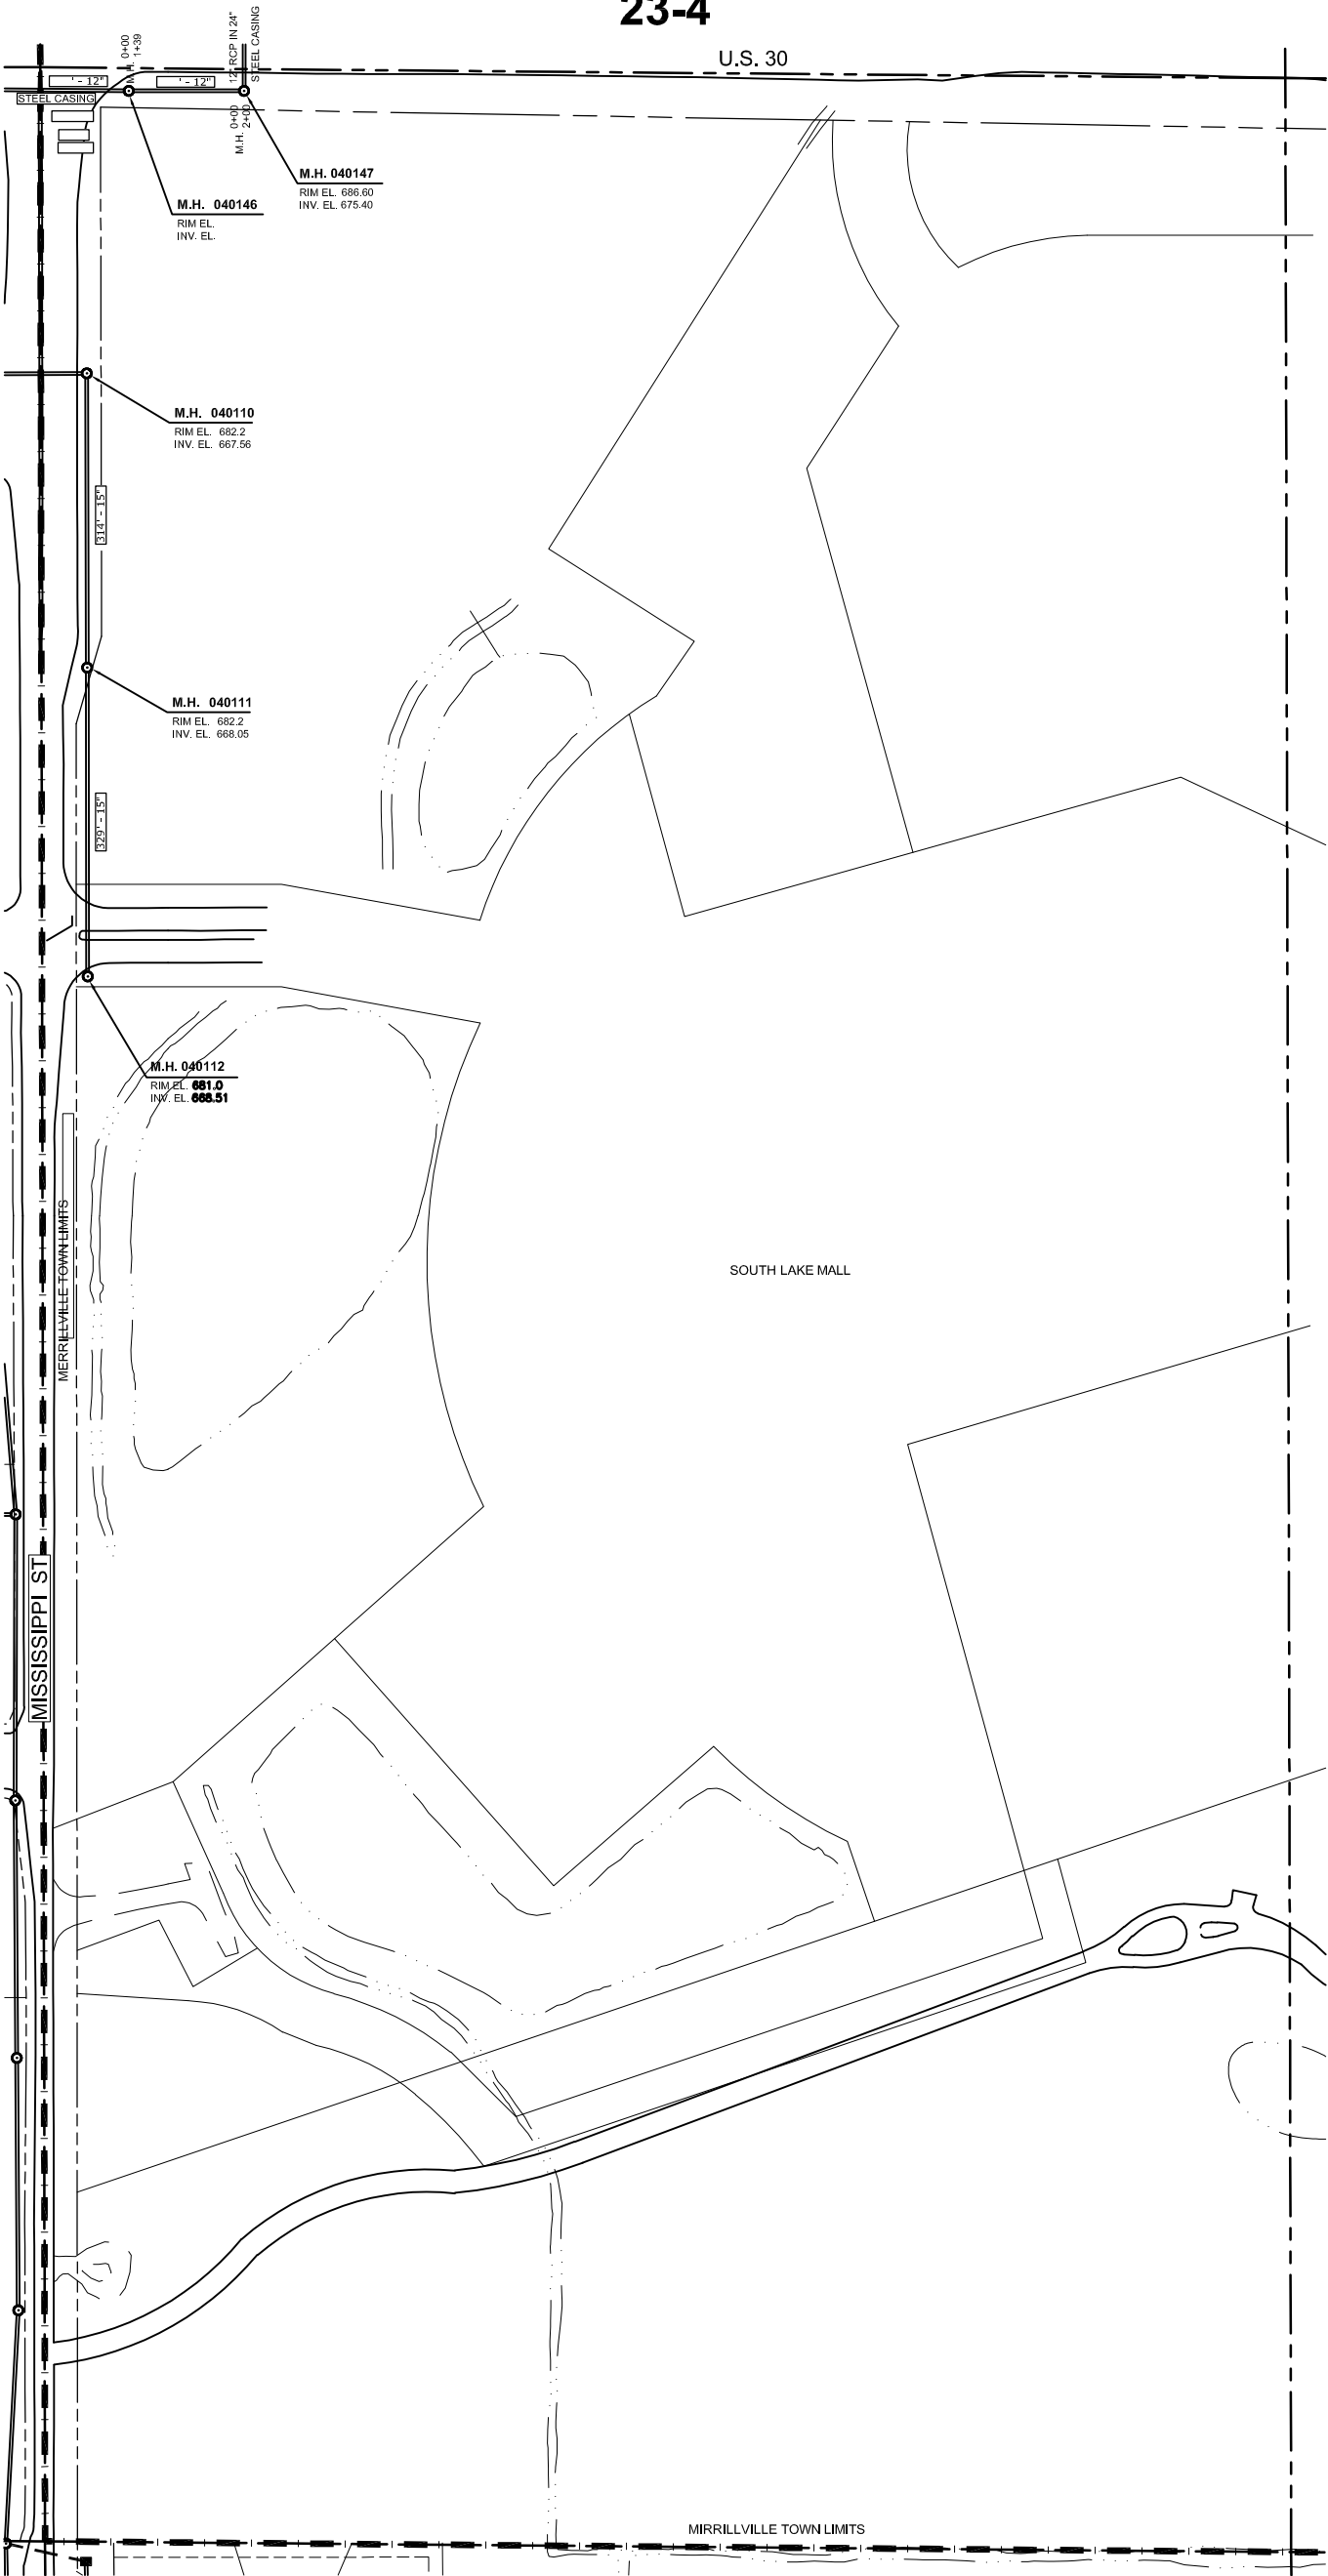 23-4
U.S. 30
M.H. 0+00
1+39
12" RCP IN 24"
STEEL CASING
' - 12"
' - 12"
STEEL CASING
M.H. 0+00
2+00
M.H. 040147
RIM EL. 686.60
INV. EL. 675.40
M.H. 040146
RIM EL.
INV. EL.
M.H. 040110
RIM EL. 682.2
INV. EL. 667.56
314' - 15"
M.H. 040111
RIM EL. 682.2
INV. EL. 668.05
329' - 15"
M.H. 040112
RIM EL. 681.0
INV. EL. 668.51
MERRILLVILLE TOWN LIMITS
SOUTH LAKE MALL
MISSISSIPPI ST
MIRRILLVILLE TOWN LIMITS